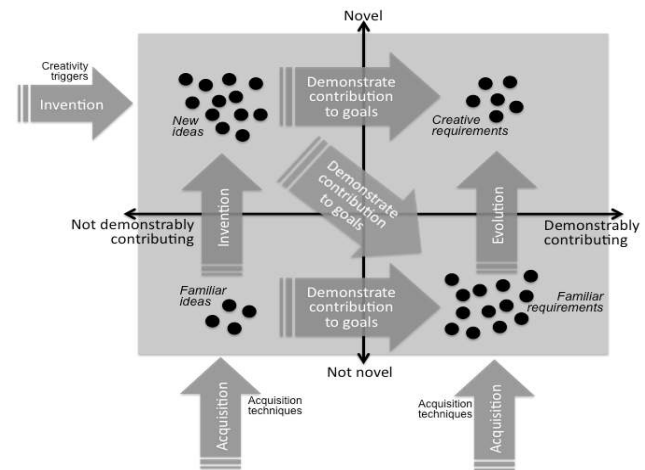 Novel
Creativity
triggers
Invention
New
ideas
Demonstrate
contribution
to goals
Creative
requirements
Demonstrate
contribution
to goals
Invention
Evolution
Not demonstrably
contributing
Demonstrably
contributing
Familiar
ideas
Demonstrate
contribution
to goals
Familiar
requirements
Not novel
Acquisition
Acquisition
techniques
Acquisition
techniques
Acquisition